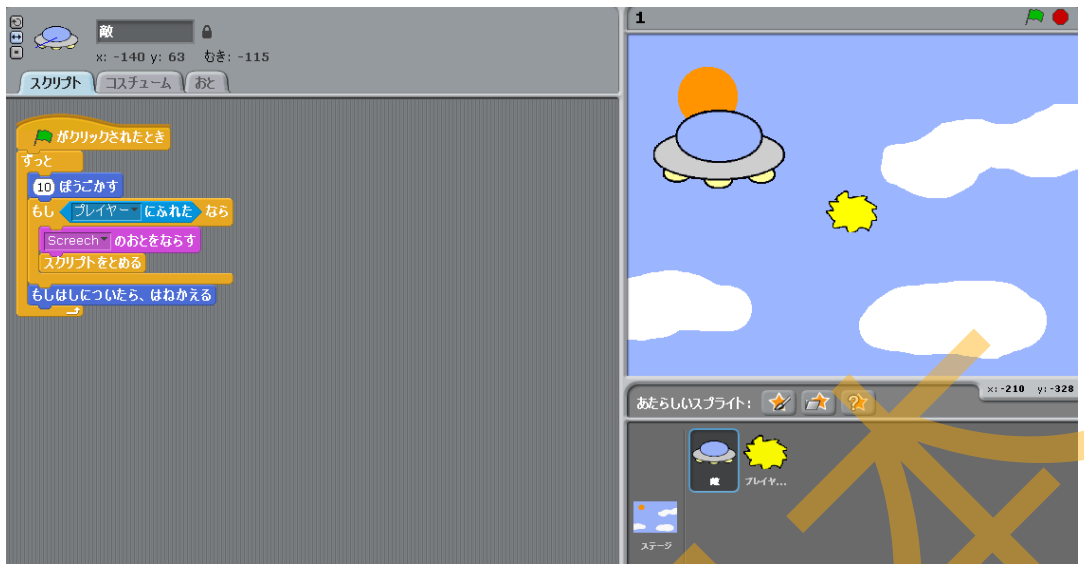 敵
x: -140 y: 63 むき: -115
スクリプト コスチューム おと
がクリックされたとき
ずっと
10 ほうごかす
もし プレイヤー にふれた なら
Screech のおとをならす
スクリプトをとめる
もしはしについたら、はねかえる
1
x: -210 y: -328
あたらしいスプライト:
敵 プレイヤ...
ステージ